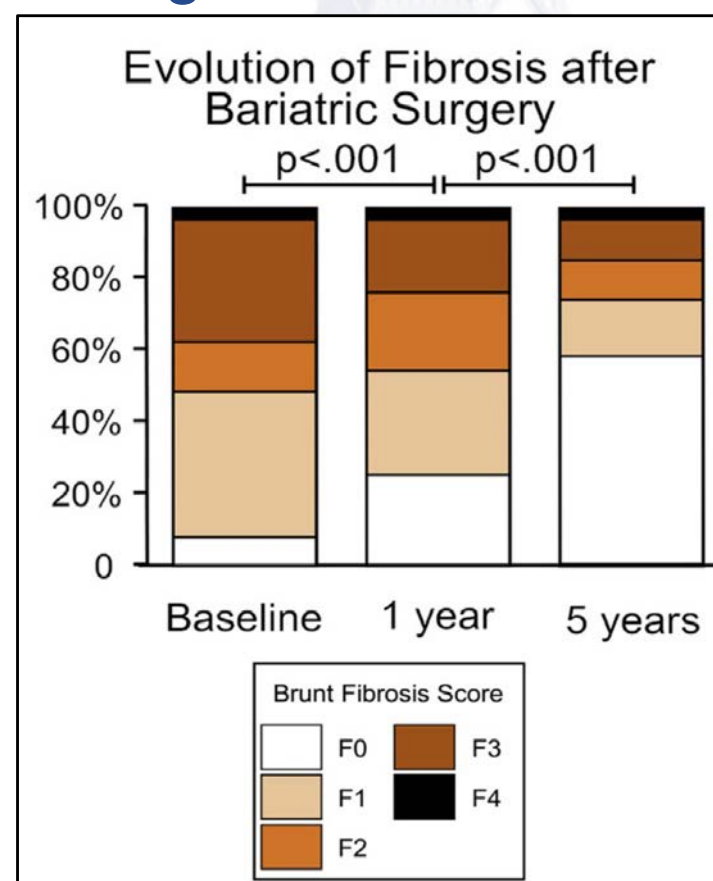 Evolution of Fibrosis after
Bariatric Surgery
p<.001 p<.001
100%
80%
60%
40%
20%
0
Baseline 1 year 5 years
Brunt Fibrosis Score
F0 F3
F1 F4
F2